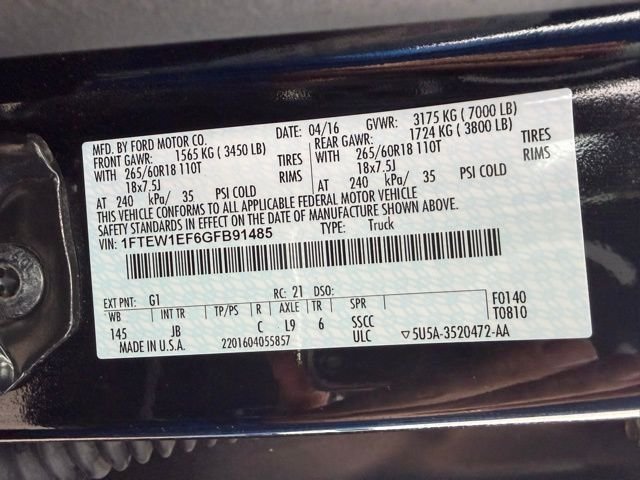 MFD. BY FORD MOTOR CO.
DATE: 04/16 GVWR: 3175 KG ( 7000 LB)
FRONT GAWR: 1565 KG ( 3450 LB) REAR GAWR: 1724 KG ( 3800 LB)
WITH 265/60R18 110T TIRES WITH 265/60R18 110T TIRES
18x7.5J RIMS 18x7.5J RIMS
AT 240 kPa/ 35 PSI COLD AT 240 kPa/ 35 PSI COLD
THIS VEHICLE CONFORMS TO ALL APPLICABLE FEDERAL MOTOR VEHICLE
SAFETY STANDARDS IN EFFECT ON THE DATE OF MANUFACTURE SHOWN ABOVE.
VIN: 1FTEW1EF6GFB91485 TYPE: Truck
EXT PNT: G1 RC: 21 DSO: F0140
WB INT TR TP/PS R AXLE TR SPR T0810
145 JB C L9 6 SSCC
MADE IN U.S.A. 2201604055857 ULC ▽5U5A-3520472-AA